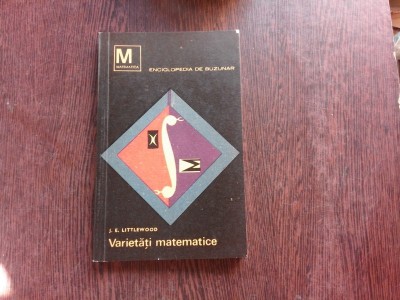 M
MATEMATICA
ENCICLOPEDIA DE BUZUNAR
J. E. LITTLEWOOD
Varietăți matematice